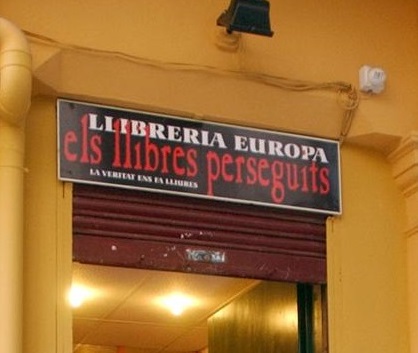 LLIBRERIA EUROPA
els llibres perseguits
LA VERITAT ENS FA LLIURES